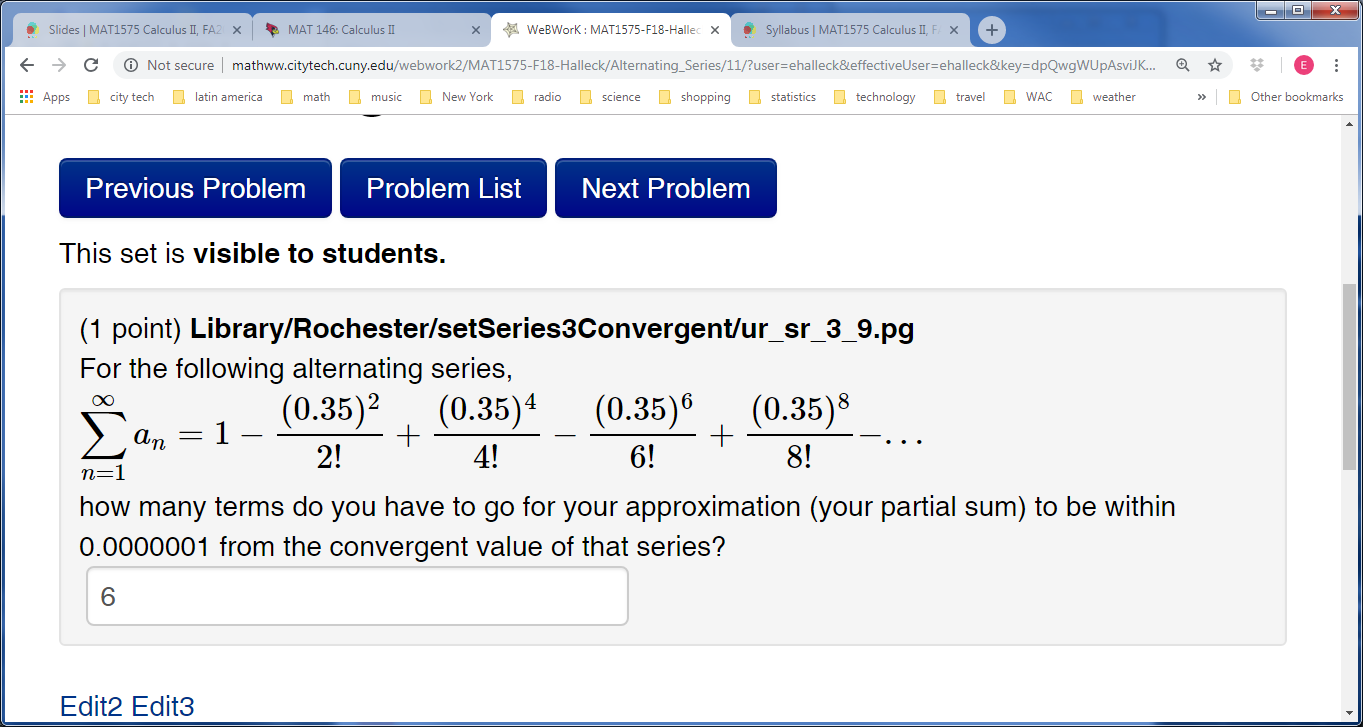 Slides | MAT1575 Calculus II, FA2
MAT 146: Calculus II
WeBWorK : MAT1575-F18-Hallec
Syllabus | MAT1575 Calculus II, F
Not secure | mathww.citytech.cuny.edu/webwork2/MAT1575-F18-Halleck/Alternating_Series/11/?user=ehalleck&effectiveUser=ehalleck&key=dpQwgWUpAsviJK...
E
Apps city tech latin america math music New York radio science shopping statistics technology travel WAC weather » Other bookmarks
Previous Problem Problem List Next Problem
This set is visible to students.
(1 point) Library/Rochester/setSeries3Convergent/ur_sr_3_9.pg
For the following alternating series,
∑_{n=1}^{∞} a_n = 1 − (0.35)^2/2! + (0.35)^4/4! − (0.35)^6/6! + (0.35)^8/8! − ...
how many terms do you have to go for your approximation (your partial sum) to be within
0.0000001 from the convergent value of that series?
6
Edit2 Edit3